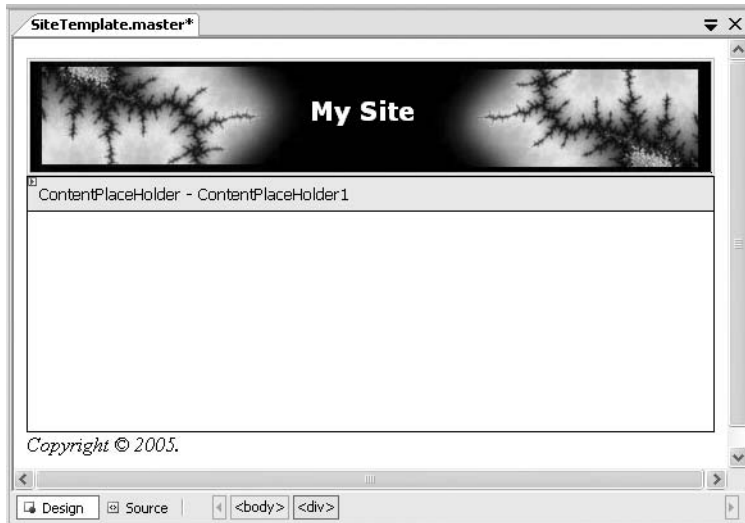 SiteTemplate.master*
My Site
ContentPlaceHolder - ContentPlaceHolder1
Copyright © 2005.
Design Source <body> <div>